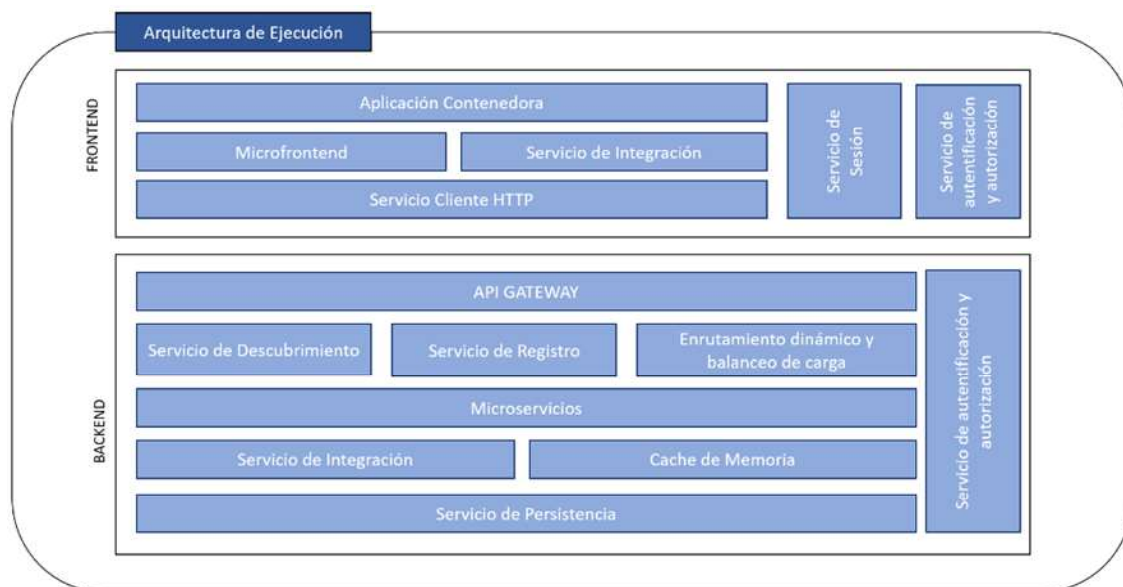 Arquitectura de Ejecución
FRONTEND
Aplicación Contenedora
Microfrontend
Servicio de Integración
Servicio Cliente HTTP
Servicio de
Sesión
Servicio de
autentificación
y autorización
BACKEND
API GATEWAY
Servicio de Descubrimiento
Servicio de Registro
Enrutamiento dinámico y
balanceo de carga
Microservicios
Servicio de Integración
Cache de Memoria
Servicio de Persistencia
Servicio de autentificación y
autorización